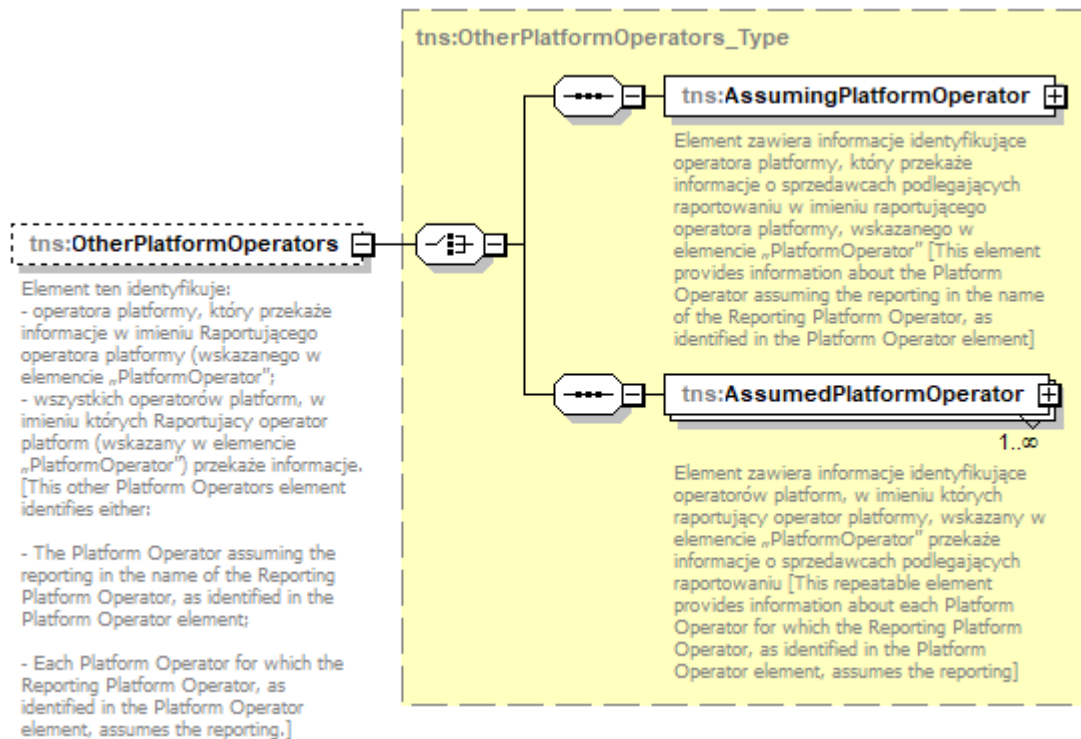 tns:OtherPlatformOperators_Type
tns:AssumingPlatformOperator
Element zawiera informacje identyfikujące
operatora platformy, który przekaże
informacje o sprzedawcach podlegających
raportowaniu w imieniu raportującego
operatora platformy, wskazanego w
elemencie „PlatformOperator” [This element
provides information about the Platform
Operator assuming the reporting in the name
of the Reporting Platform Operator, as
identified in the Platform Operator element]
tns:OtherPlatformOperators
Element ten identyfikuje:
- operatora platformy, który przekaże
informacje w imieniu Raportującego
operatora platformy (wskazanego w
elemencie „PlatformOperator”;
- wszystkich operatorów platform, w
imieniu których Raportujacy operator
platform (wskazany w elemencie
„PlatformOperator”) przekaże informacje.
[This other Platform Operators element
identifies either:
- The Platform Operator assuming the
reporting in the name of the Reporting
Platform Operator, as identified in the
Platform Operator element;
- Each Platform Operator for which the
Reporting Platform Operator, as
identified in the Platform Operator
element, assumes the reporting.]
tns:AssumedPlatformOperator
1..∞
Element zawiera informacje identyfikujące
operatorów platform, w imieniu których
raportujący operator platformy, wskazany w
elemencie „PlatformOperator” przekaże
informacje o sprzedawcach podlegających
raportowaniu [This repeatable element
provides information about each Platform
Operator for which the Reporting Platform
Operator, as identified in the Platform
Operator element, assumes the reporting]